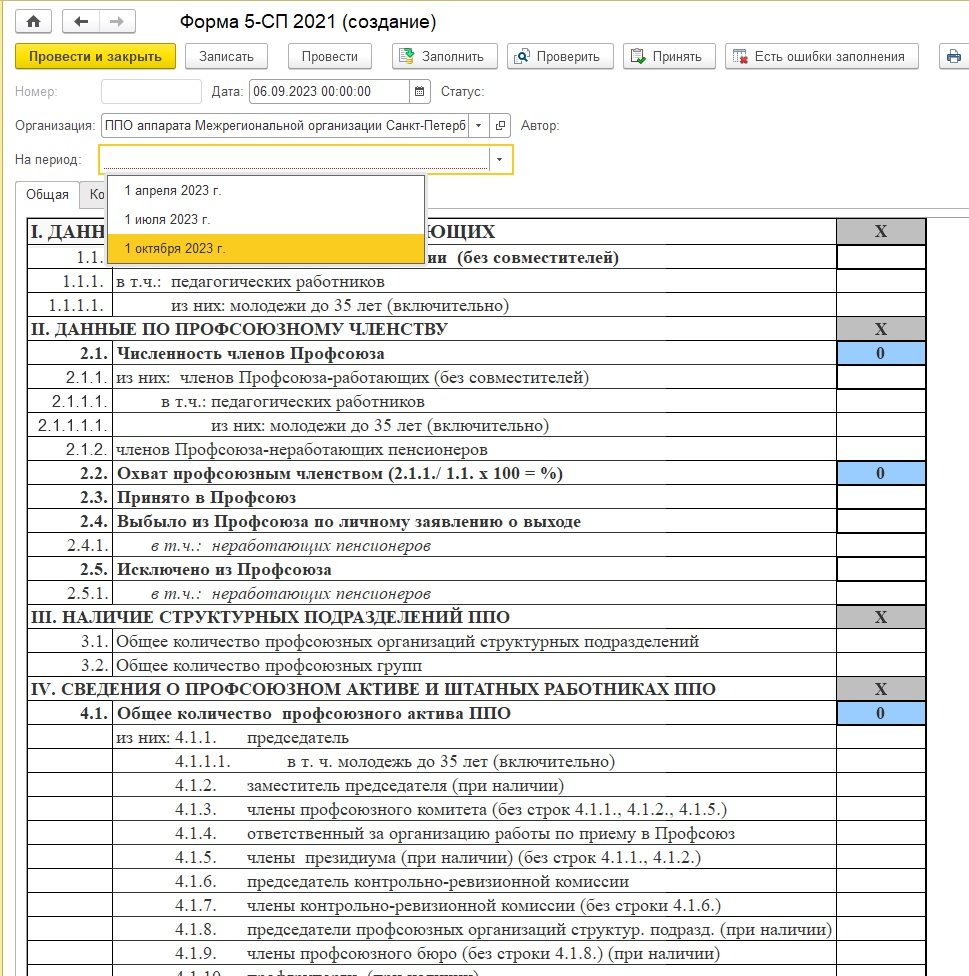 Форма 5-СП 2021 (создание)
Провести и закрыть Записать Провести Заполнить Проверить Принять Есть ошибки заполнения
Номер: Дата: 06.09.2023 00:00:00 Статус:
Организация: ППО аппарата Межрегиональной организации Санкт-Петерб Автор:
На период:
Общая Ко
1 апреля 2023 г.
1 июля 2023 г.
1 октября 2023 г.
I. ДАНН ЮЩИХ X
1.1. ии (без совместителей)
1.1.1. в т.ч.: педагогических работников
1.1.1.1. из них: молодежи до 35 лет (включительно)
II. ДАННЫЕ ПО ПРОФСОЮЗНОМУ ЧЛЕНСТВУ X
2.1. Численность членов Профсоюза 0
2.1.1. из них: членов Профсоюза-работающих (без совместителей)
2.1.1.1. в т.ч.: педагогических работников
2.1.1.1.1. из них: молодежи до 35 лет (включительно)
2.1.2. членов Профсоюза-неработающих пенсионеров
2.2. Охват профсоюзным членством (2.1.1./ 1.1. x 100 = %) 0
2.3. Принято в Профсоюз
2.4. Выбыло из Профсоюза по личному заявлению о выходе
2.4.1. в т.ч.: неработающих пенсионеров
2.5. Исключено из Профсоюза
2.5.1. в т.ч.: неработающих пенсионеров
III. НАЛИЧИЕ СТРУКТУРНЫХ ПОДРАЗДЕЛЕНИЙ ППО X
3.1. Общее количество профсоюзных организаций структурных подразделений
3.2. Общее количество профсоюзных групп
IV. СВЕДЕНИЯ О ПРОФСОЮЗНОМ АКТИВЕ И ШТАТНЫХ РАБОТНИКАХ ППО X
4.1. Общее количество профсоюзного актива ППО 0
из них: 4.1.1. председатель
4.1.1.1. в т. ч. молодежь до 35 лет (включительно)
4.1.2. заместитель председателя (при наличии)
4.1.3. члены профсоюзного комитета (без строк 4.1.1., 4.1.2., 4.1.5.)
4.1.4. ответственный за организацию работы по приему в Профсоюз
4.1.5. члены президиума (при наличии) (без строк 4.1.1., 4.1.2.)
4.1.6. председатель контрольно-ревизионной комиссии
4.1.7. члены контрольно-ревизионной комиссии (без строки 4.1.6.)
4.1.8. председатели профсоюзных организаций структур. подразд. (при наличии)
4.1.9. члены профсоюзного бюро (без строки 4.1.8.) (при наличии)